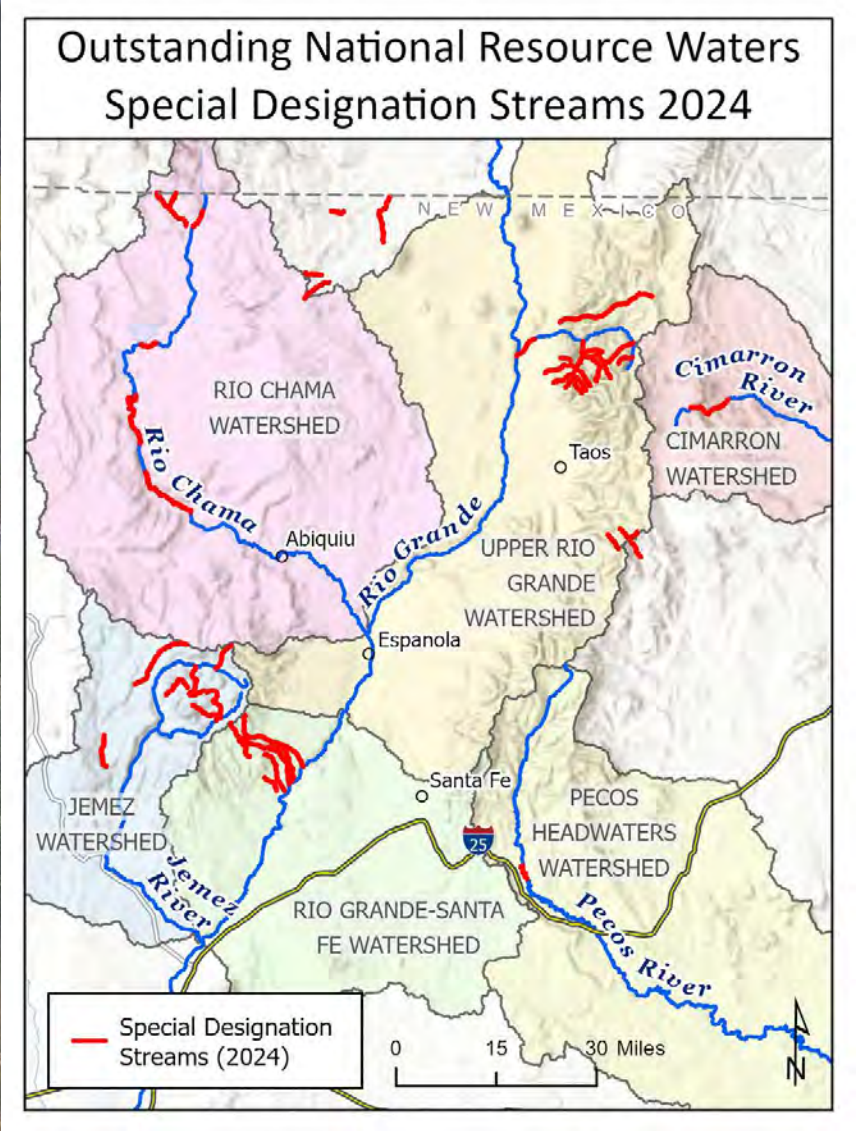 Outstanding National Resource Waters
Special Designation Streams 2024
NEW MEXICO
RIO CHAMA
WATERSHED
Cimarron
River
CIMARRON
WATERSHED
Taos
Rio Chama
Rio Grande
Abiquiu
UPPER RIO
GRANDE
WATERSHED
Espanola
Santa Fe
25
PECOS
HEADWATERS
WATERSHED
JEMEZ
WATERSHED
Jemez
River
RIO GRANDE-SANTA
FE WATERSHED
Pecos River
Special Designation
Streams (2024)
0 15 30 Miles
N